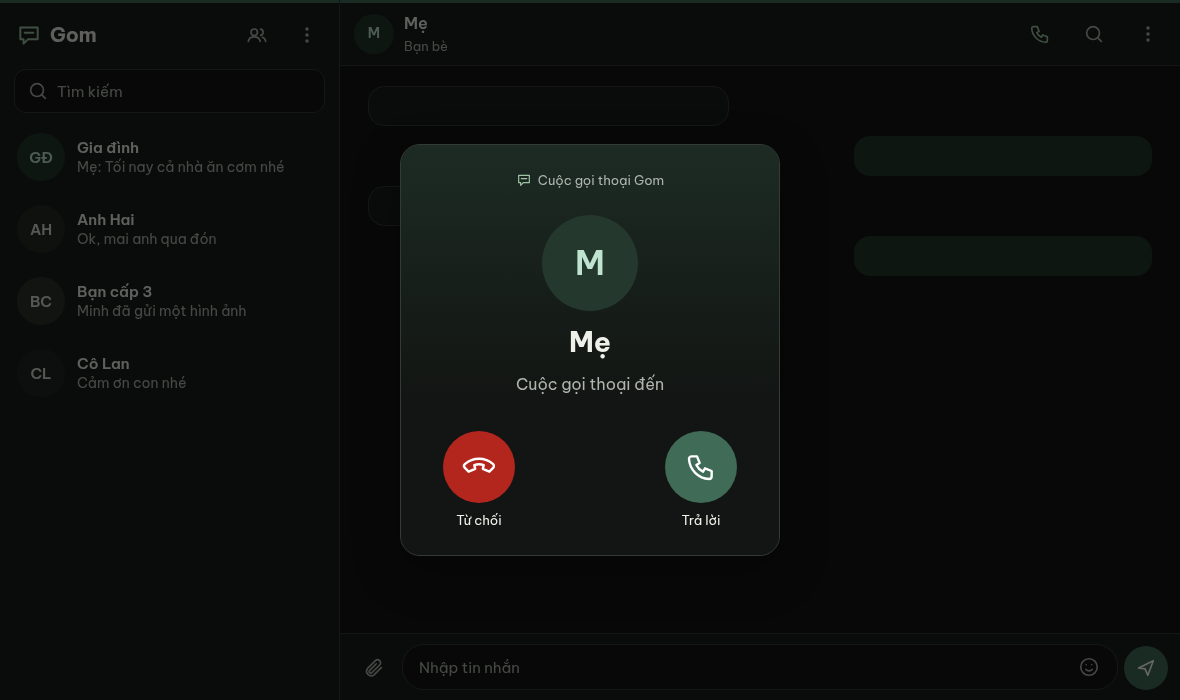 Gom
Tìm kiếm
GĐ
Gia đình
Mẹ: Tối nay cả nhà ăn cơm nhé
AH
Anh Hai
Ok, mai anh qua đón
BC
Bạn cấp 3
Minh đã gửi một hình ảnh
CL
Cô Lan
Cảm ơn con nhé
M
Mẹ
Bạn bè
Cuộc gọi thoại Gom
M
Mẹ
Cuộc gọi thoại đến
Từ chối
Trả lời
Nhập tin nhắn